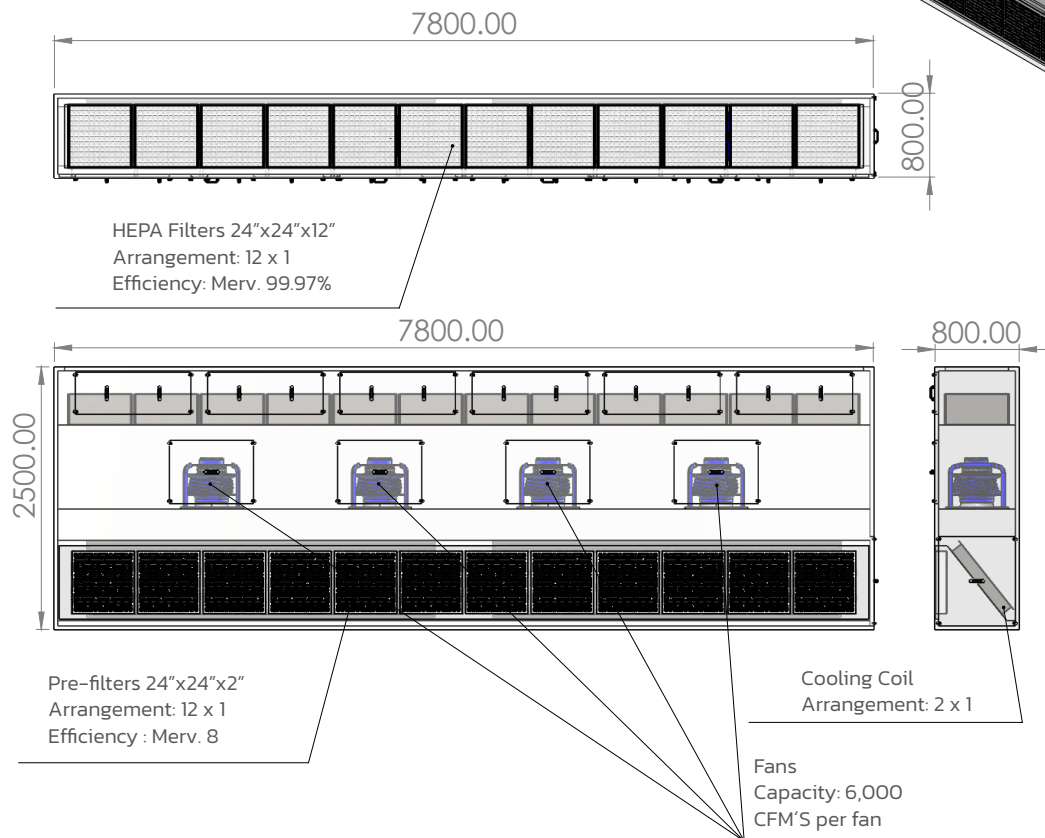 7800.00
800.00
HEPA Filters 24”x24”x12”
Arrangement: 12 x 1
Efficiency: Merv. 99.97%
7800.00
800.00
2500.00
Pre-filters 24”x24”x2”
Arrangement: 12 x 1
Efficiency : Merv. 8
Cooling Coil
Arrangement: 2 x 1
Fans
Capacity: 6,000
CFM´S per fan